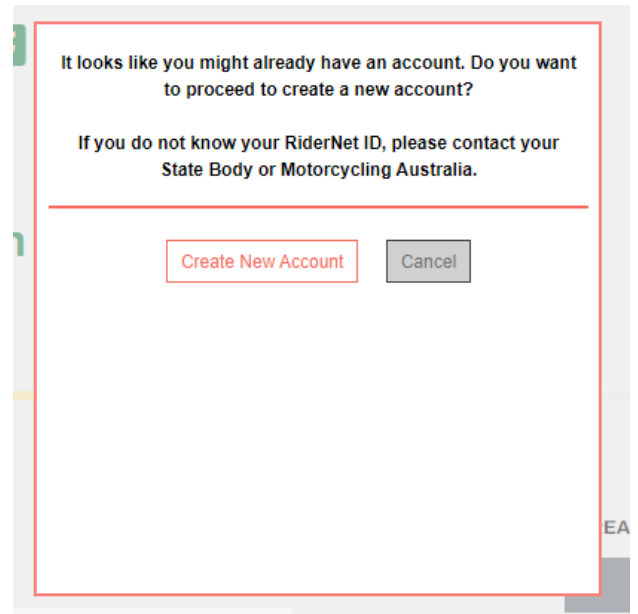 It looks like you might already have an account. Do you want
to proceed to create a new account?
If you do not know your RiderNet ID, please contact your
State Body or Motorcycling Australia.
Create New Account
Cancel